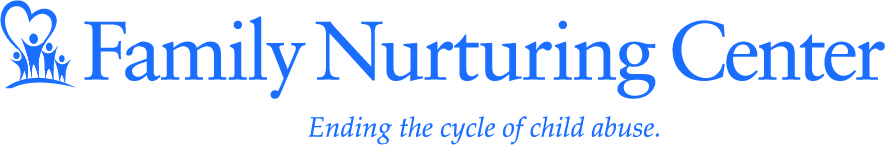 Family Nurturing Center
Ending the cycle of child abuse.